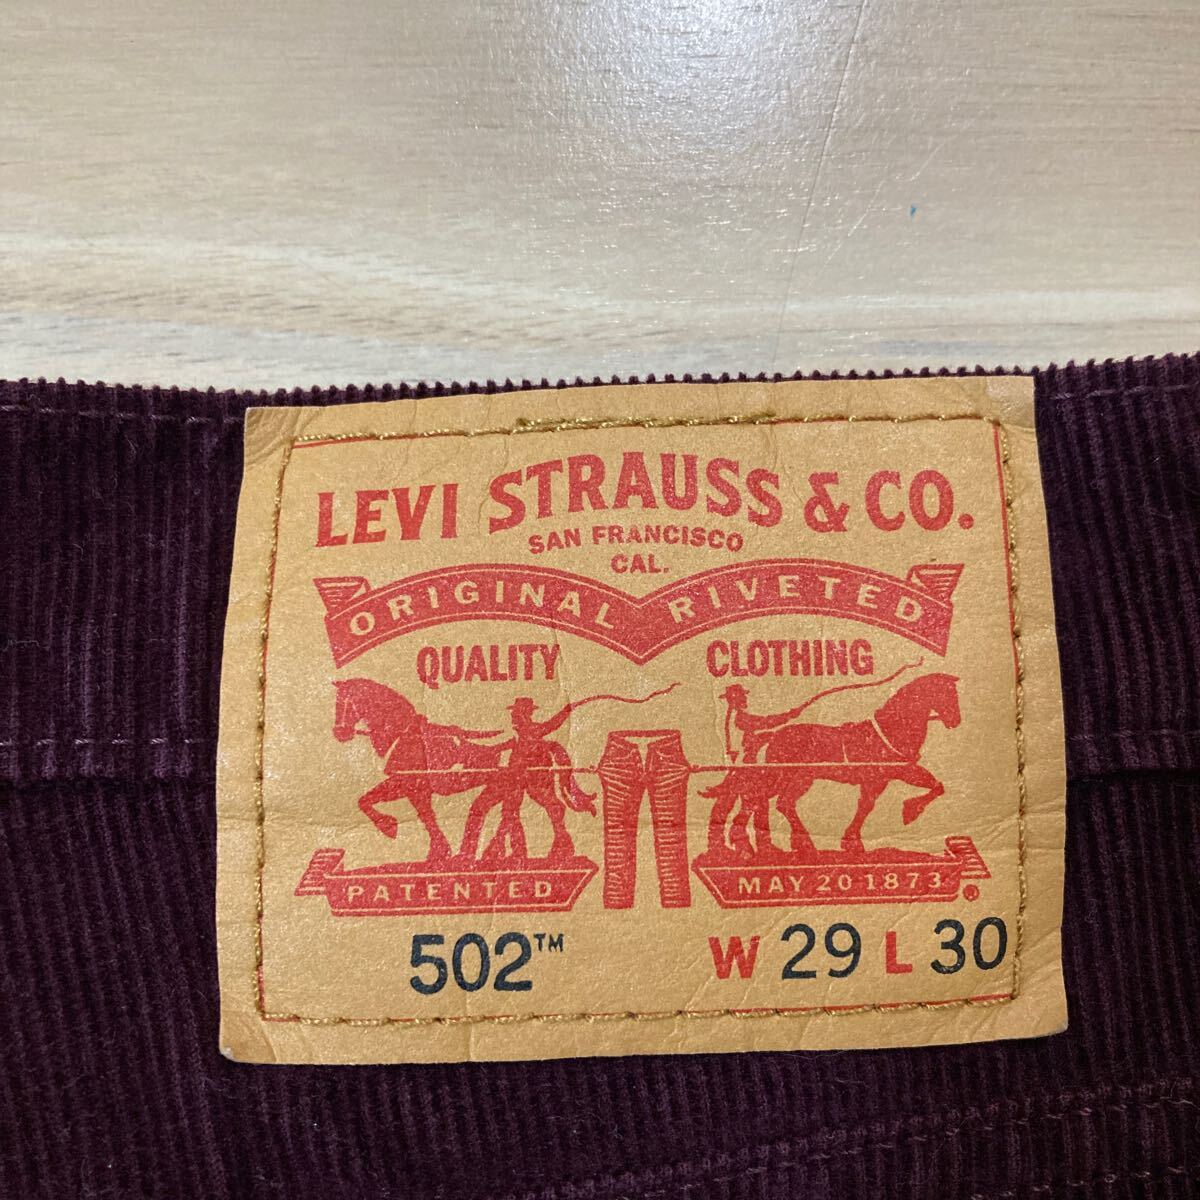 LEVI STRAUSS & CO.
SAN FRANCISCO
CAL.
ORIGINAL RIVETED
QUALITY CLOTHING
PATENTED MAY 20 1873 ®
502™ W 29 L 30